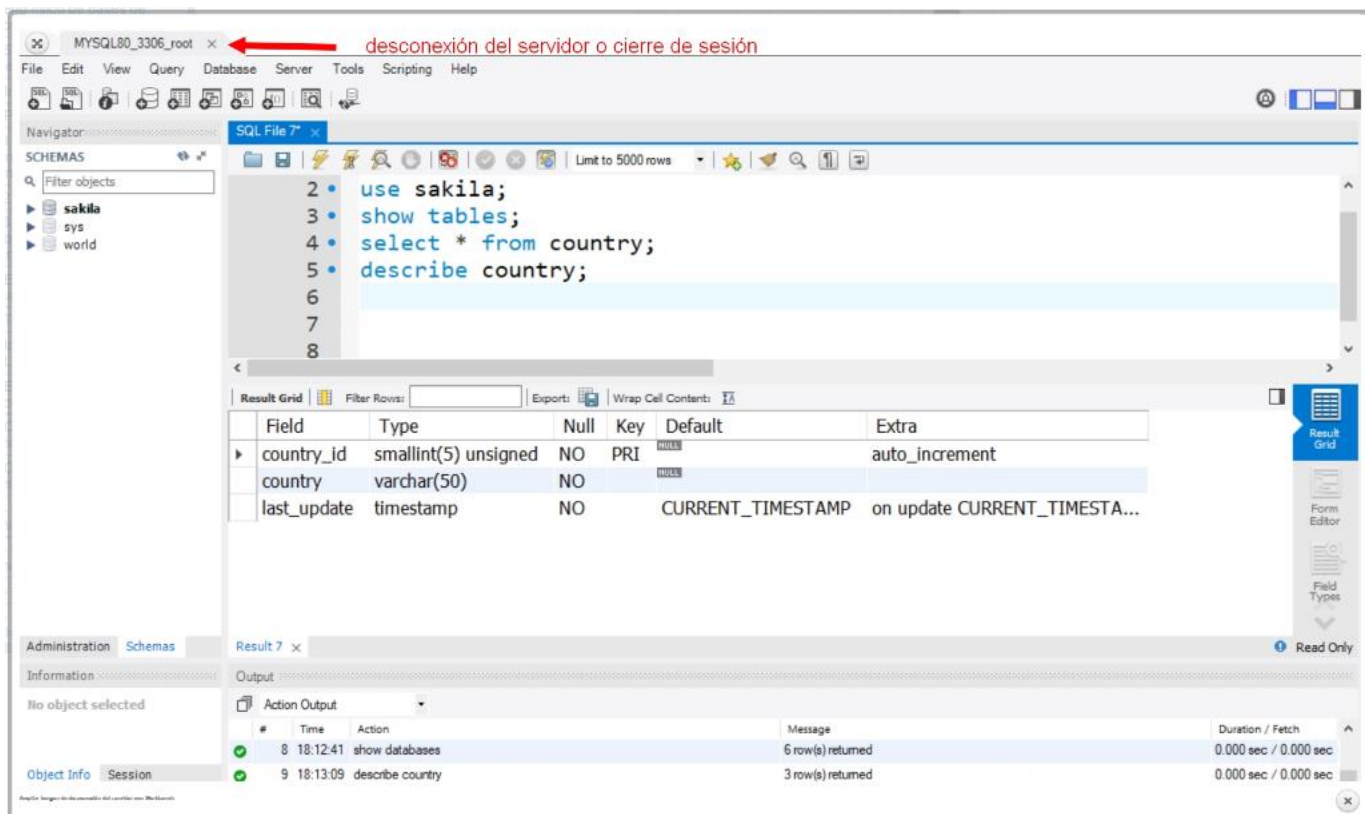 MYSQL80_3306_root ×
desconexión del servidor o cierre de sesión
File Edit View Query Database Server Tools Scripting Help
Navigator
SQL File 7* ×
SCHEMAS
Limit to 5000 rows
Filter objects
sakila
sys
world
2 use sakila;
3 show tables;
4 select * from country;
5 describe country;
6
7
8
Result Grid Filter Rows: Export: Wrap Cell Content:
Field Type Null Key Default Extra
country_id smallint(5) unsigned NO PRI NULL auto_increment
country varchar(50) NO NULL
last_update timestamp NO CURRENT_TIMESTAMP on update CURRENT_TIMESTA...
Result Grid
Form Editor
Field Types
Administration Schemas
Result 7 ×
Read Only
Information
Output
No object selected
Action Output
# Time Action Message Duration / Fetch
8 18:12:41 show databases 6 row(s) returned 0.000 sec / 0.000 sec
9 18:13:09 describe country 3 row(s) returned 0.000 sec / 0.000 sec
Object Info Session